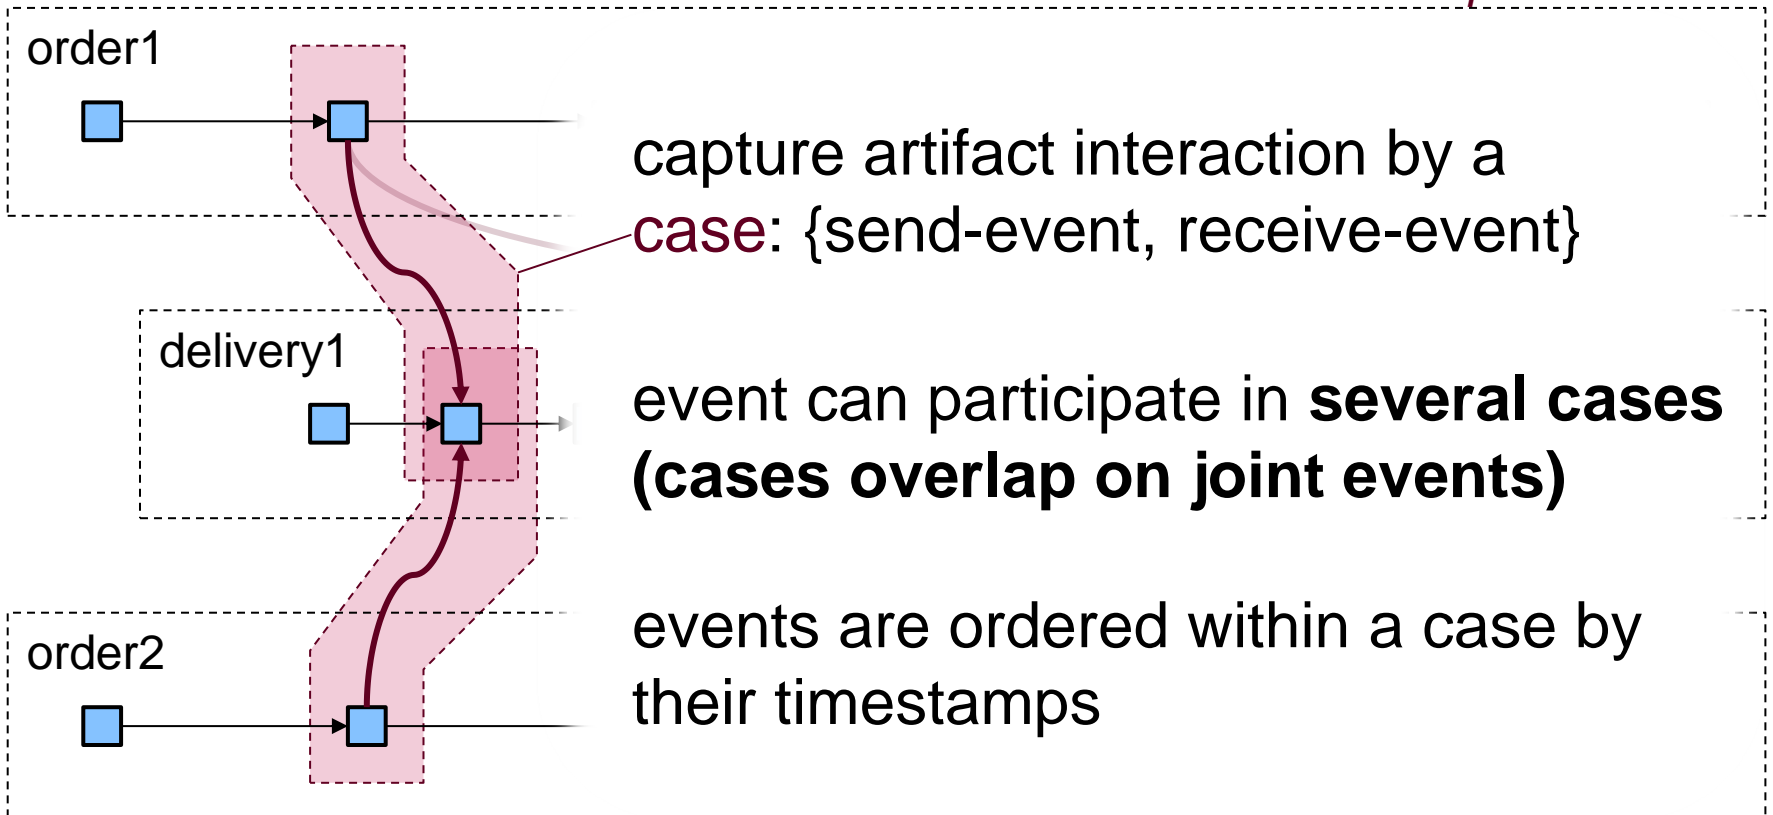 order1
capture artifact interaction by a
case: {send-event, receive-event}
delivery1
event can participate in several cases
(cases overlap on joint events)
order2
events are ordered within a case by
their timestamps